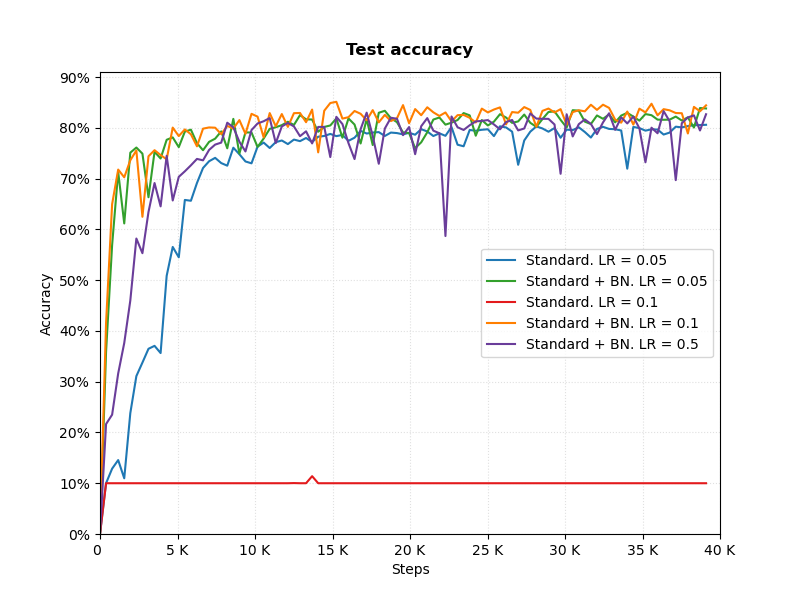 Test accuracy
90%
80%
70%
60%
50%
40%
30%
20%
10%
0%
Accuracy
Standard. LR = 0.05
Standard + BN. LR = 0.05
Standard. LR = 0.1
Standard + BN. LR = 0.1
Standard + BN. LR = 0.5
0 5 K 10 K 15 K 20 K 25 K 30 K 35 K 40 K
Steps